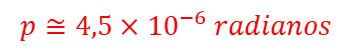 p ≅ 4,5 × 10⁻⁶ radianos